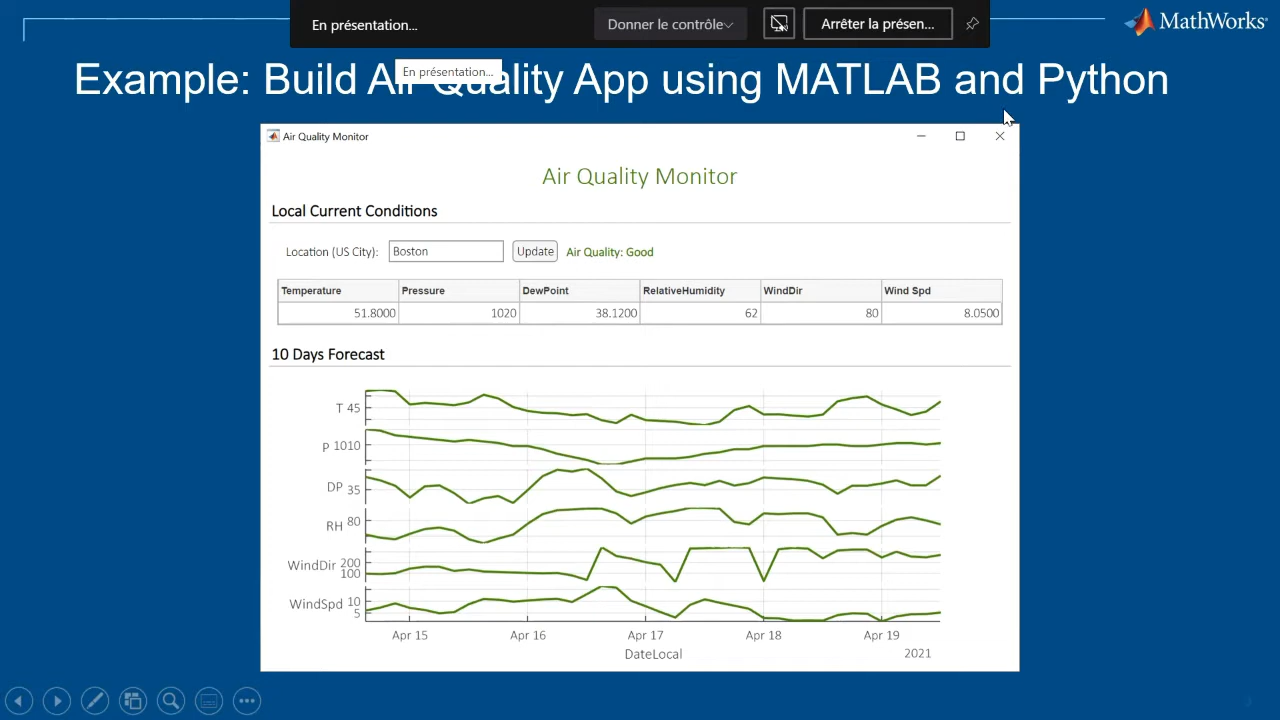 En présentation...
Donner le contrôle
Arrêter la présen...
MathWorks
En présentation...
Example: Build Air Quality App using MATLAB and Python
Air Quality Monitor
Air Quality Monitor
Local Current Conditions
Location (US City): Boston Update Air Quality: Good
Temperature Pressure DewPoint RelativeHumidity WindDir Wind Spd
51.8000 1020 38.1200 62 80 8.0500
10 Days Forecast
T 45
P 1010
DP 35
RH 80
WindDir 200
100
WindSpd 10
5
Apr 15 Apr 16 Apr 17 Apr 18 Apr 19
DateLocal 2021